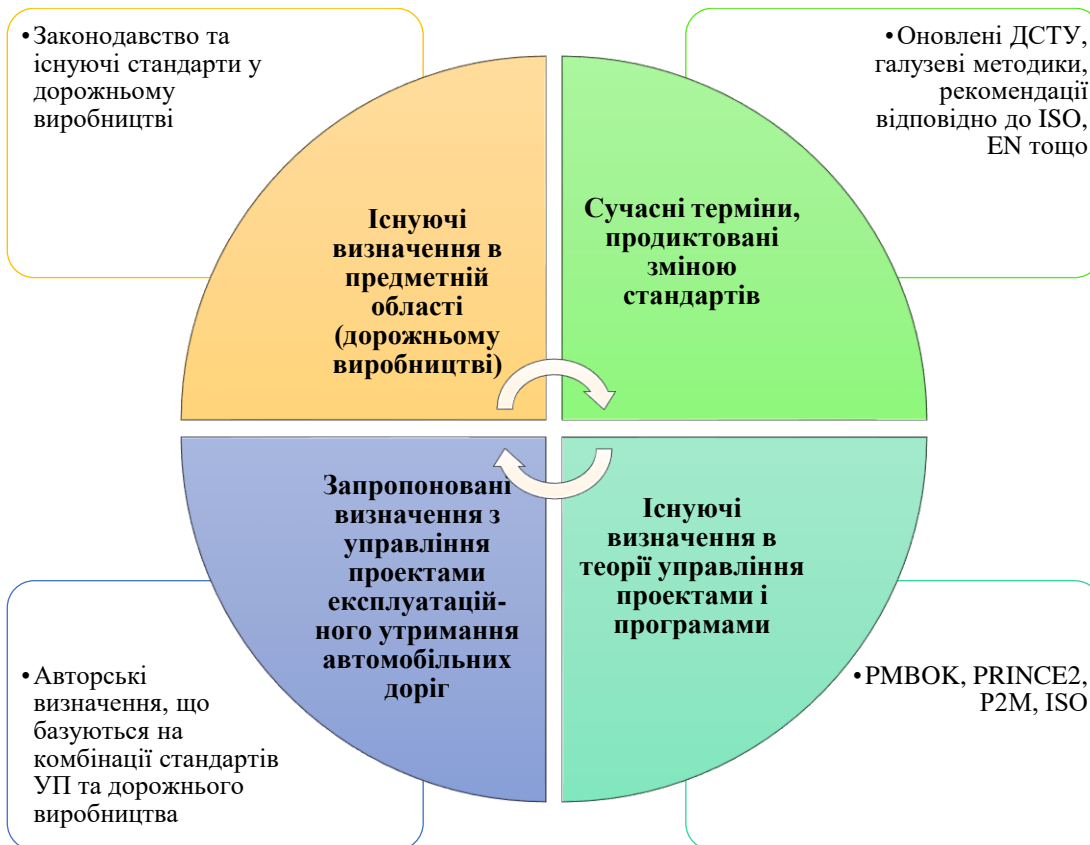 •Законодавство та
існуючі стандарти у
дорожньому
виробництві
•Оновлені ДСТУ,
галузеві методики,
рекомендації
відповідно до ISO,
EN тощо
Існуючі
визначення в
предметній
області
(дорожньому
виробництві)
Сучасні терміни,
продиктовані
зміною
стандартів
Запропоновані
визначення з
управління
проектами
експлуатацій-
ного утримання
автомобільних
доріг
Існуючі
визначення в
теорії управління
проектами і
програмами
•Авторські
визначення, що
базуються на
комбінації стандартів
УП та дорожнього
виробництва
•PMBOK, PRINCE2,
P2M, ISO